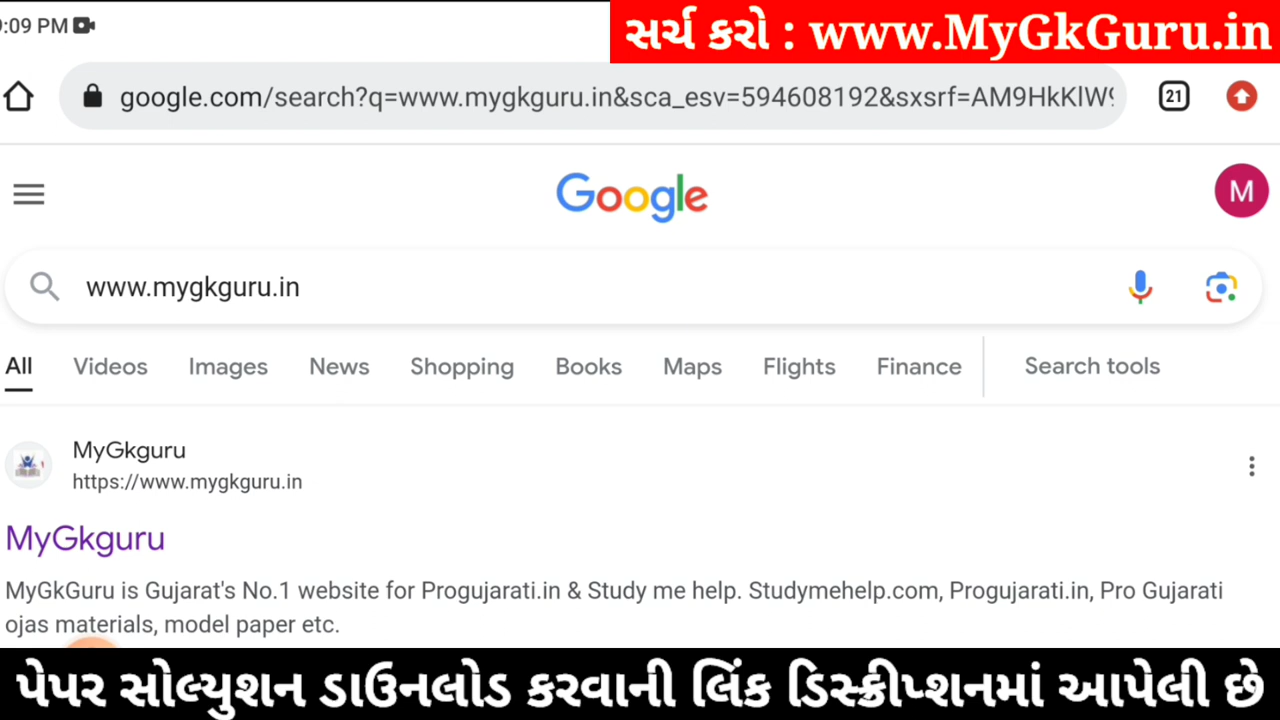 :09 PM
સર્ચ કરો : www.MyGkGuru.in
google.com/search?q=www.mygkguru.in&sca_esv=594608192&sxsrf=AM9HkKlW9
21
Google
M
www.mygkguru.in
All Videos Images News Shopping Books Maps Flights Finance Search tools
MyGkguru
https://www.mygkguru.in
MyGkguru
MyGkGuru is Gujarat's No.1 website for Progujarati.in & Study me help. Studymehelp.com, Progujarati.in, Pro Gujarati
ojas materials, model paper etc.
પેપર સોલ્યુશન ડાઉનલોડ કરવાની લિંક ડિસ્ક્રીપ્શનમાં આપેલી છે